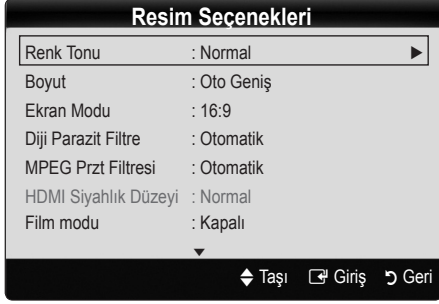 Resim Seçenekleri
Renk Tonu : Normal ►
Boyut : Oto Geniş
Ekran Modu : 16:9
Diji Parazit Filtre : Otomatik
MPEG Przt Filtresi : Otomatik
HDMI Siyahlık Düzeyi : Normal
Film modu : Kapalı
▼
Taşı Giriş Geri